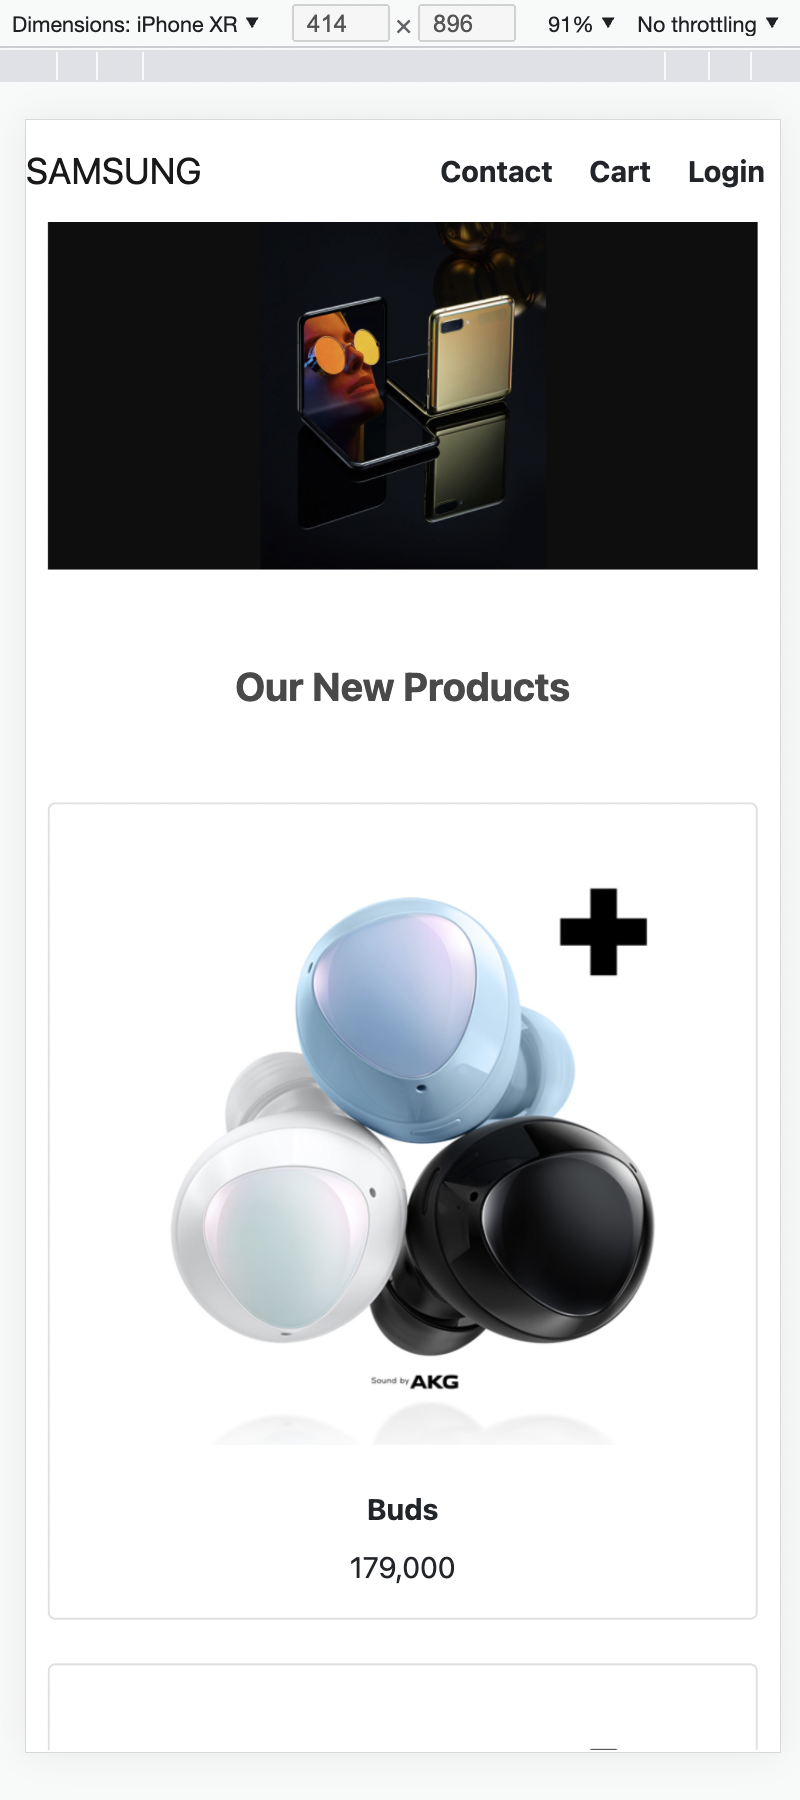 Dimensions: iPhone XR ▼ 414 × 896 91% ▼ No throttling ▼
SAMSUNG Contact Cart Login
Our New Products
Sound by AKG
Buds
179,000